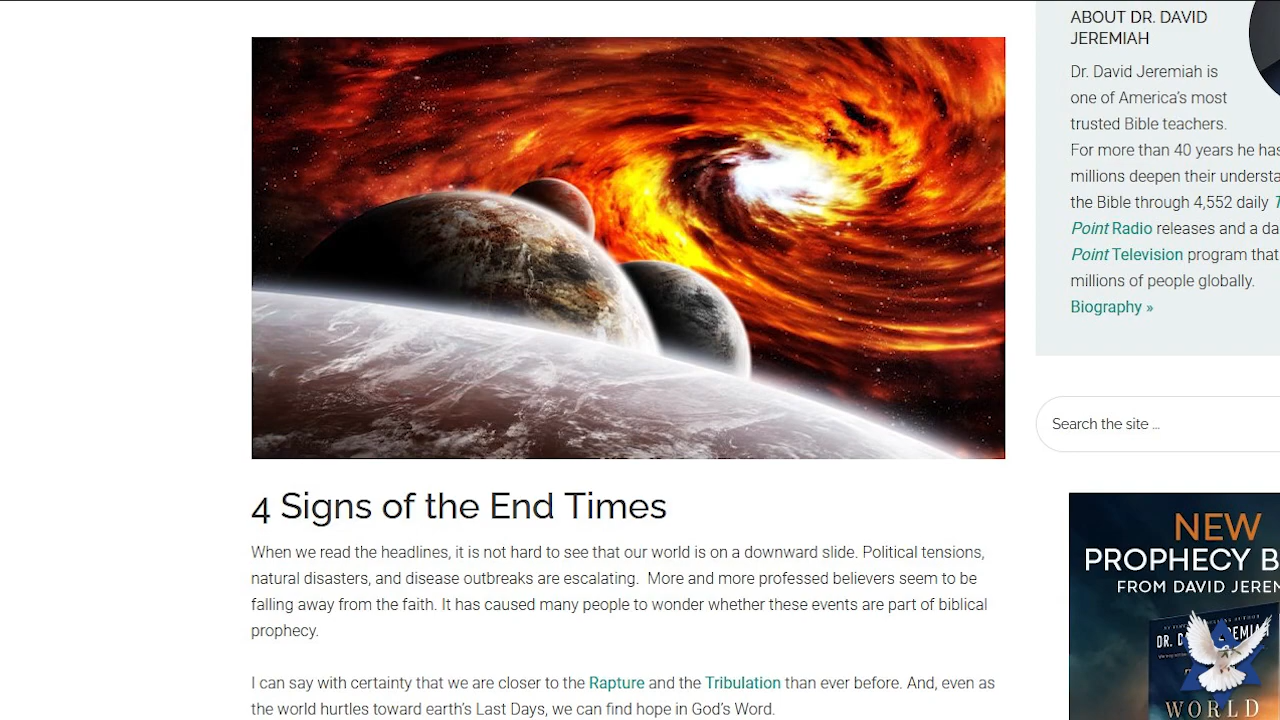 4 Signs of the End Times
When we read the headlines, it is not hard to see that our world is on a downward slide. Political tensions,
natural disasters, and disease outbreaks are escalating.  More and more professed believers seem to be
falling away from the faith. It has caused many people to wonder whether these events are part of biblical
prophecy.
I can say with certainty that we are closer to the Rapture and the Tribulation than ever before. And, even as
the world hurtles toward earth's Last Days, we can find hope in God's Word.
ABOUT DR. DAVID
JEREMIAH
Dr. David Jeremiah is
one of America's most
trusted Bible teachers.
For more than 40 years he has
millions deepen their understa
the Bible through 4,552 daily T
Point Radio releases and a da
Point Television program that
millions of people globally.
Biography »
Search the site ...
NEW
PROPHECY B
FROM DAVID JEREM
WORLD